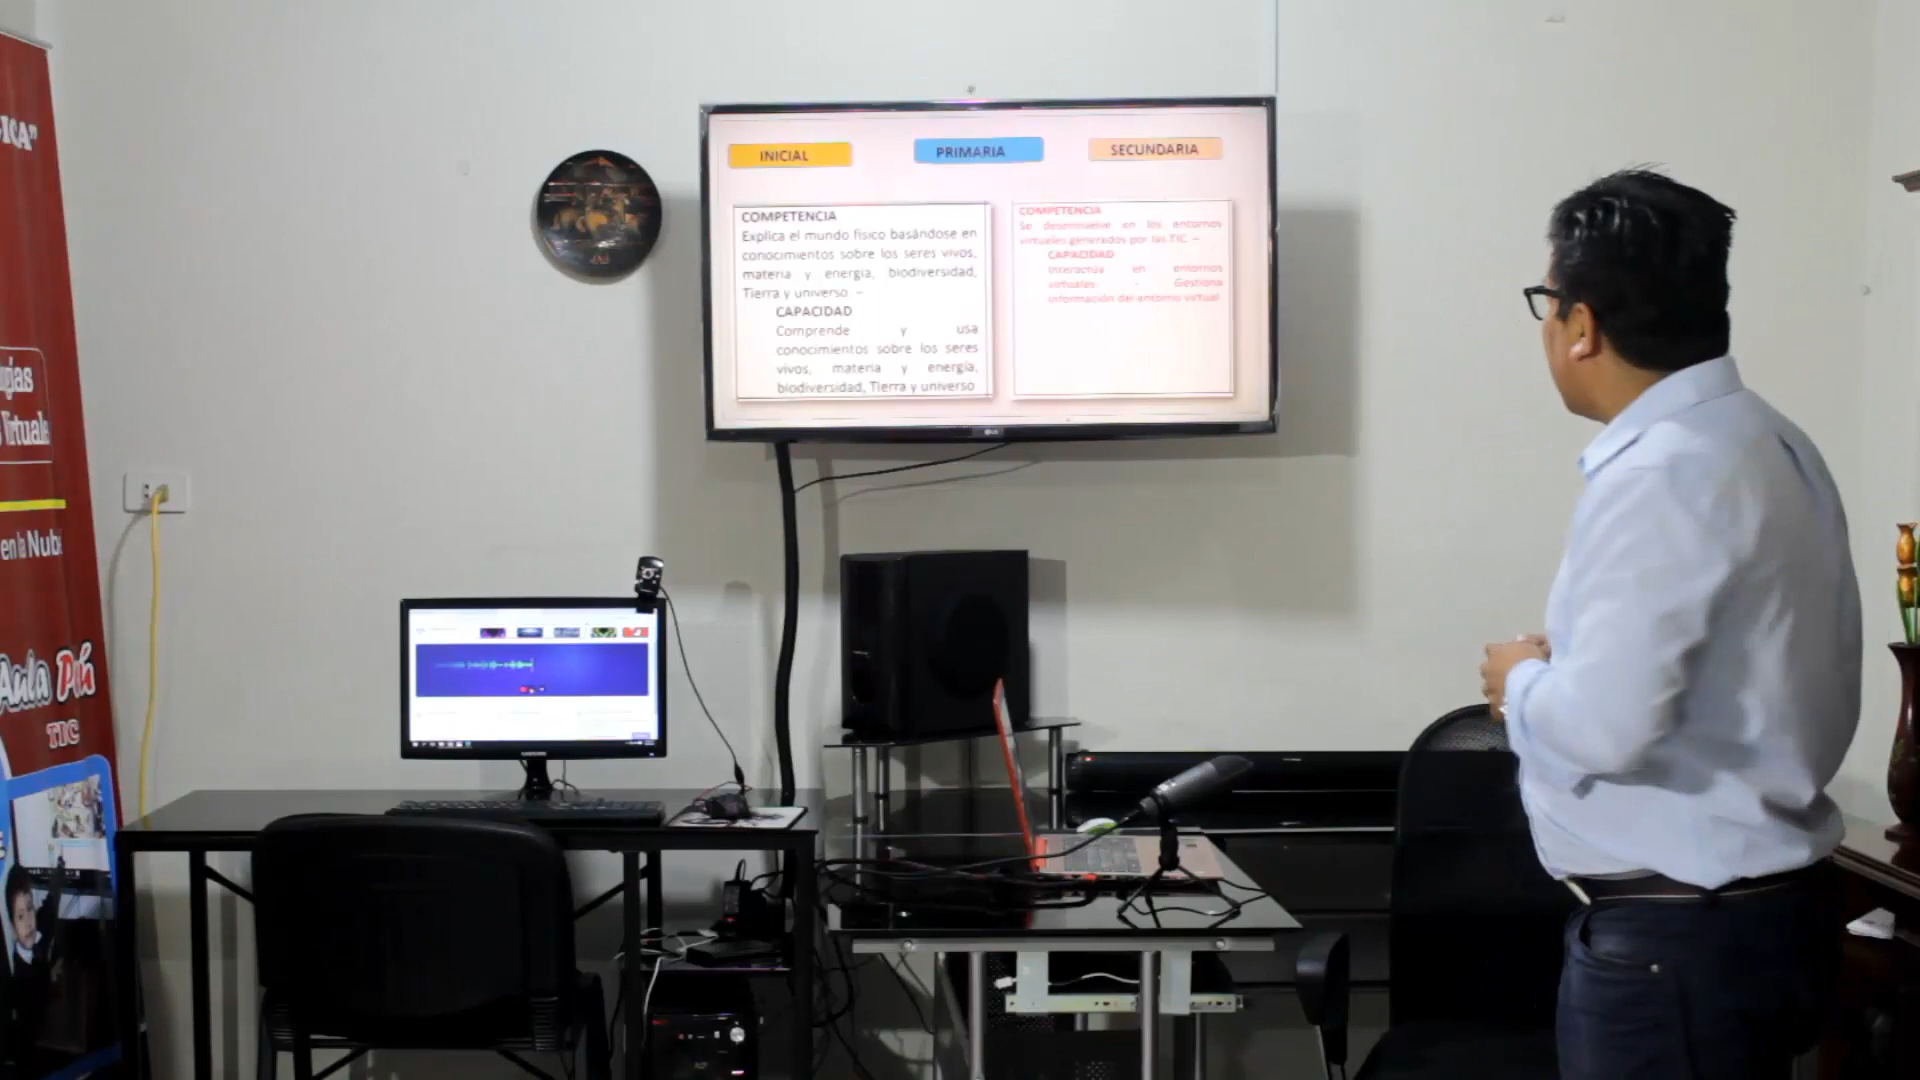 INICIAL
PRIMARIA
SECUNDARIA
COMPETENCIA
Explica el mundo físico basándose en
conocimientos sobre los seres vivos,
materia y energía, biodiversidad,
Tierra y universo. –
CAPACIDAD
Comprende y usa
conocimientos sobre los seres
vivos, materia y energía,
biodiversidad, Tierra y universo
COMPETENCIA
Se desenvuelve en los entornos
virtuales generados por las TIC. –
CAPACIDAD
Interactúa en entornos
virtuales. - Gestiona
información del entorno virtual
LG
SAMSUNG
en la Nube
Aula Perú
TIC